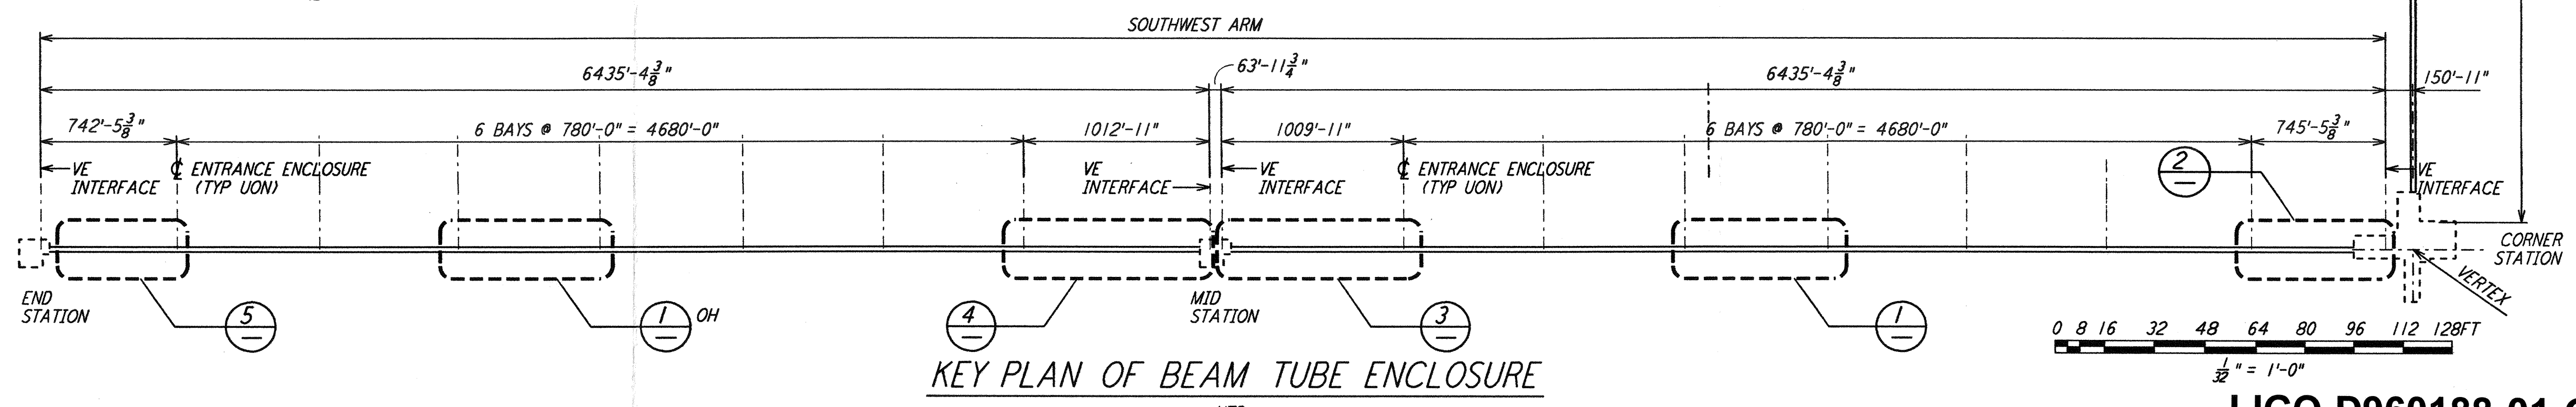 SOUTHWEST ARM
6435'-4 3/8"
63'-11 3/4"
6435'-4 3/8"
150'-11"
742'-5 3/8"
6 BAYS @ 780'-0" = 4680'-0"
1012'-11"
1009'-11"
6 BAYS @ 780'-0" = 4680'-0"
745'-5 3/8"
VE
INTERFACE
℄ ENTRANCE ENCLOSURE
(TYP UON)
VE
INTERFACE
VE
INTERFACE
℄ ENTRANCE ENCLOSURE
(TYP UON)
2
VE
INTERFACE
CORNER
STATION
VERTEX
END
STATION
5
1
OH
4
MID
STATION
3
1
0 8 16 32 48 64 80 96 112 128FT
1/32" = 1'-0"
KEY PLAN OF BEAM TUBE ENCLOSURE